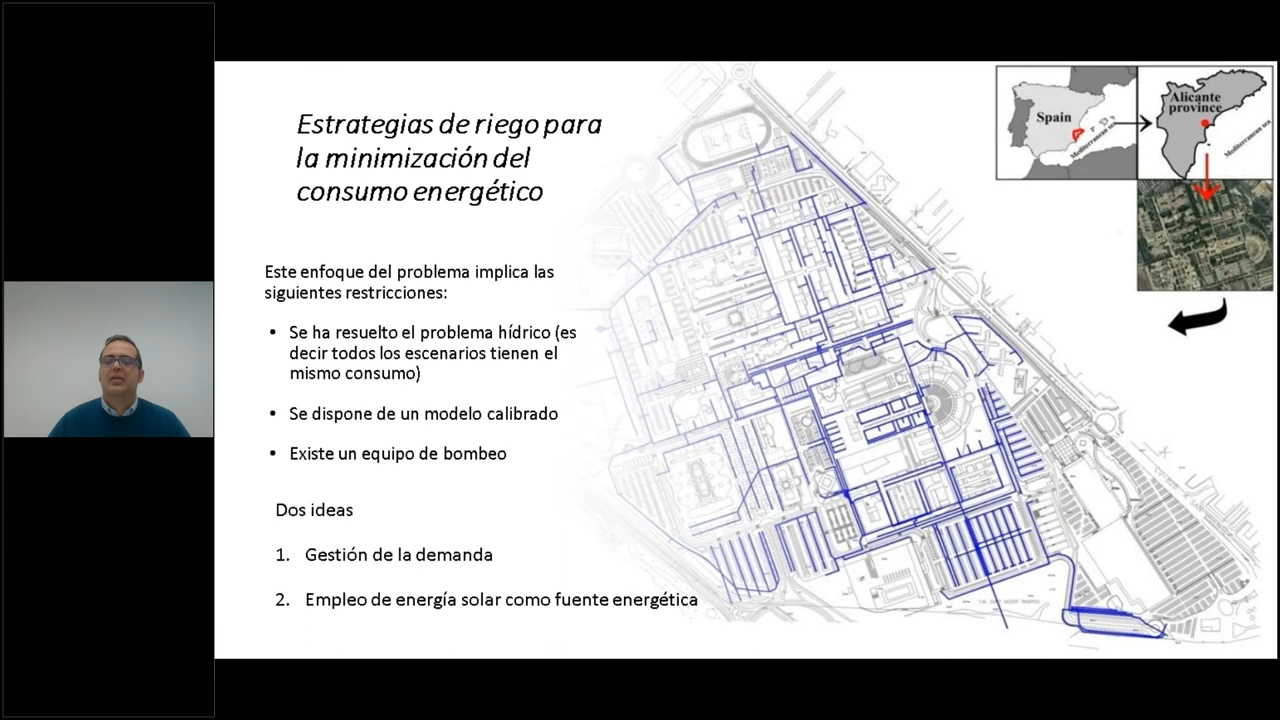 Estrategias de riego para
la minimización del
consumo energético
Este enfoque del problema implica las
siguientes restricciones:
• Se ha resuelto el problema hídrico (es
decir todos los escenarios tienen el
mismo consumo)
• Se dispone de un modelo calibrado
• Existe un equipo de bombeo
Dos ideas
1. Gestión de la demanda
2. Empleo de energía solar como fuente energética
Spain
Mediterranean sea
Alicante
province
Mediterranean sea